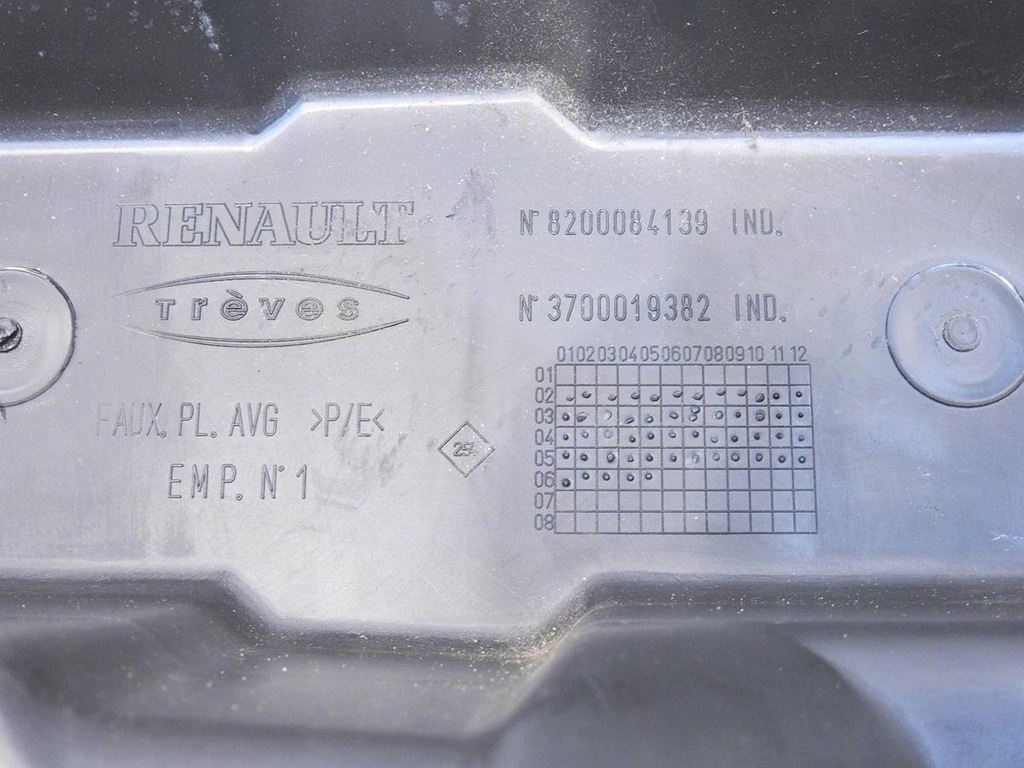 RENAULT
Trèves
N° 8200084139 IND.
N° 3700019382 IND.
FAUX. PL. AVG >P/E<
EMP. N° 1
01 02 03 04 05 06 07 08 09 10 11 12
01
02
03
04
05
06
07
08